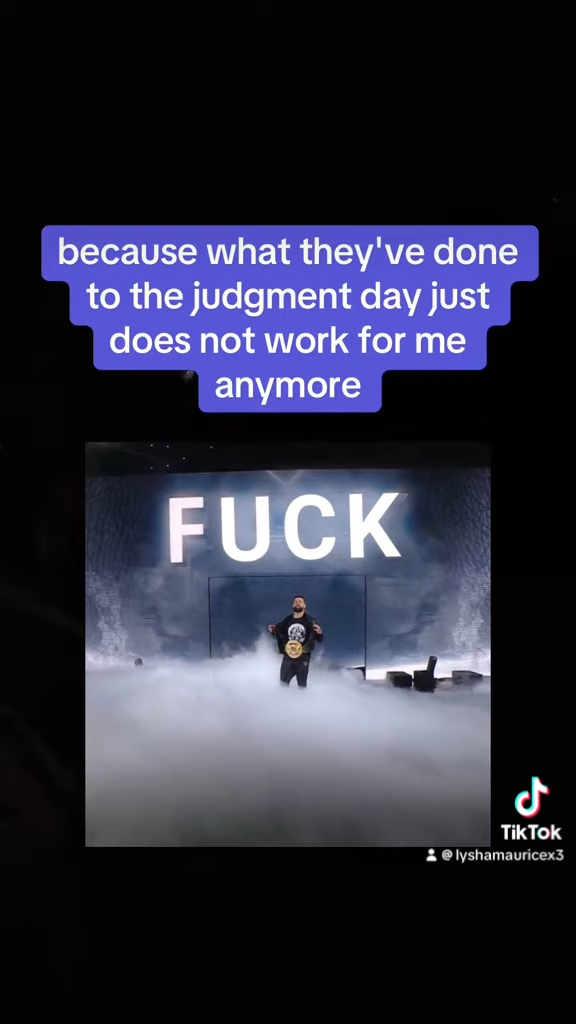 because what they've done
to the judgment day just
does not work for me
anymore
FUCK
TikTok
@lyshamauricex3